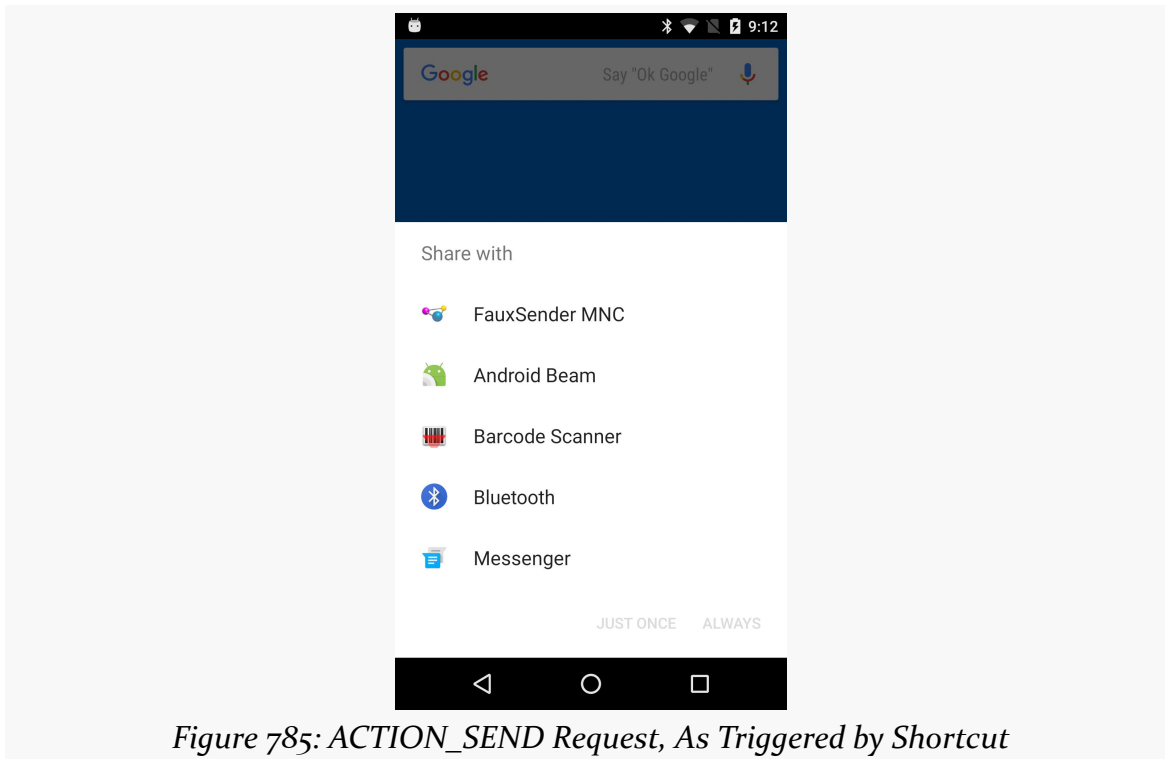 9:12
Google Say "Ok Google"
Share with
FauxSender MNC
Android Beam
Barcode Scanner
Bluetooth
Messenger
JUST ONCE ALWAYS
Figure 785: ACTION_SEND Request, As Triggered by Shortcut